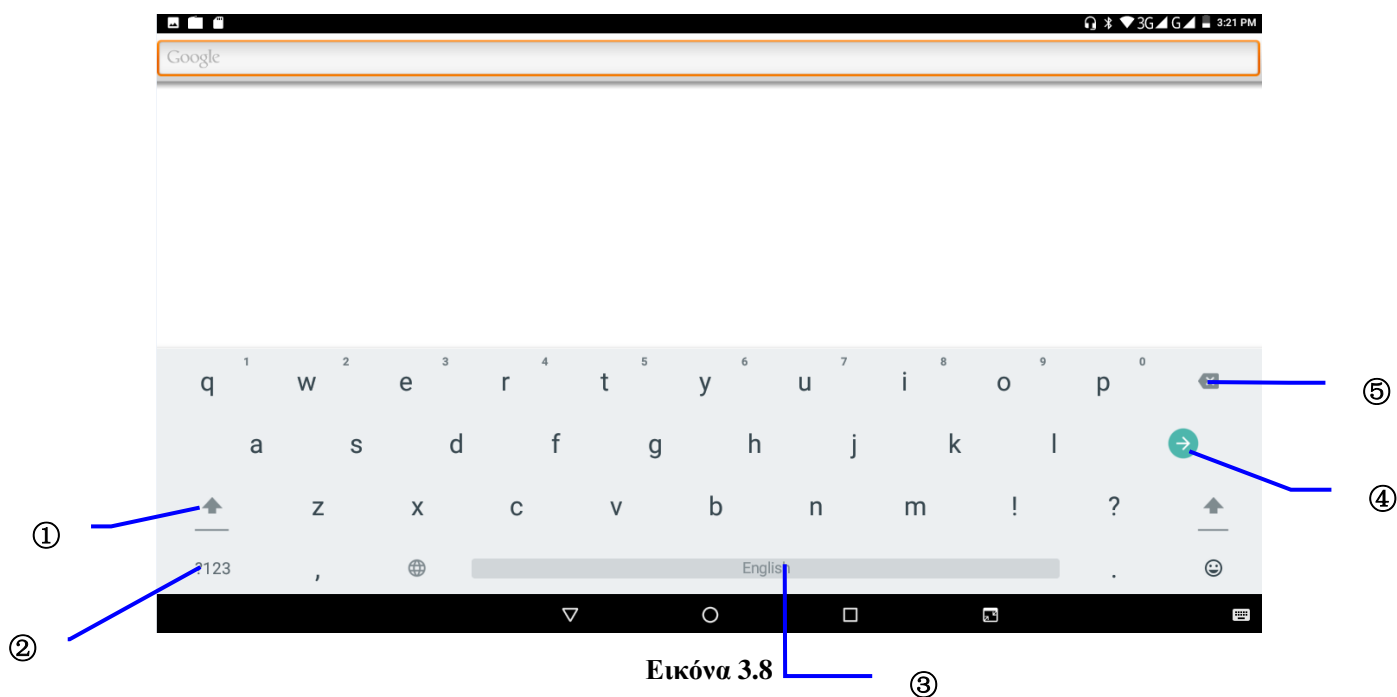 3G G 3:21 PM
Google
1 2 3 4 5 6 7 8 9 0
q w e r t y u i o p ⑤
a s d f g h j k l
④
z x c v b n m ! ?
①
?123 , English .
②
Εικόνα 3.8
③